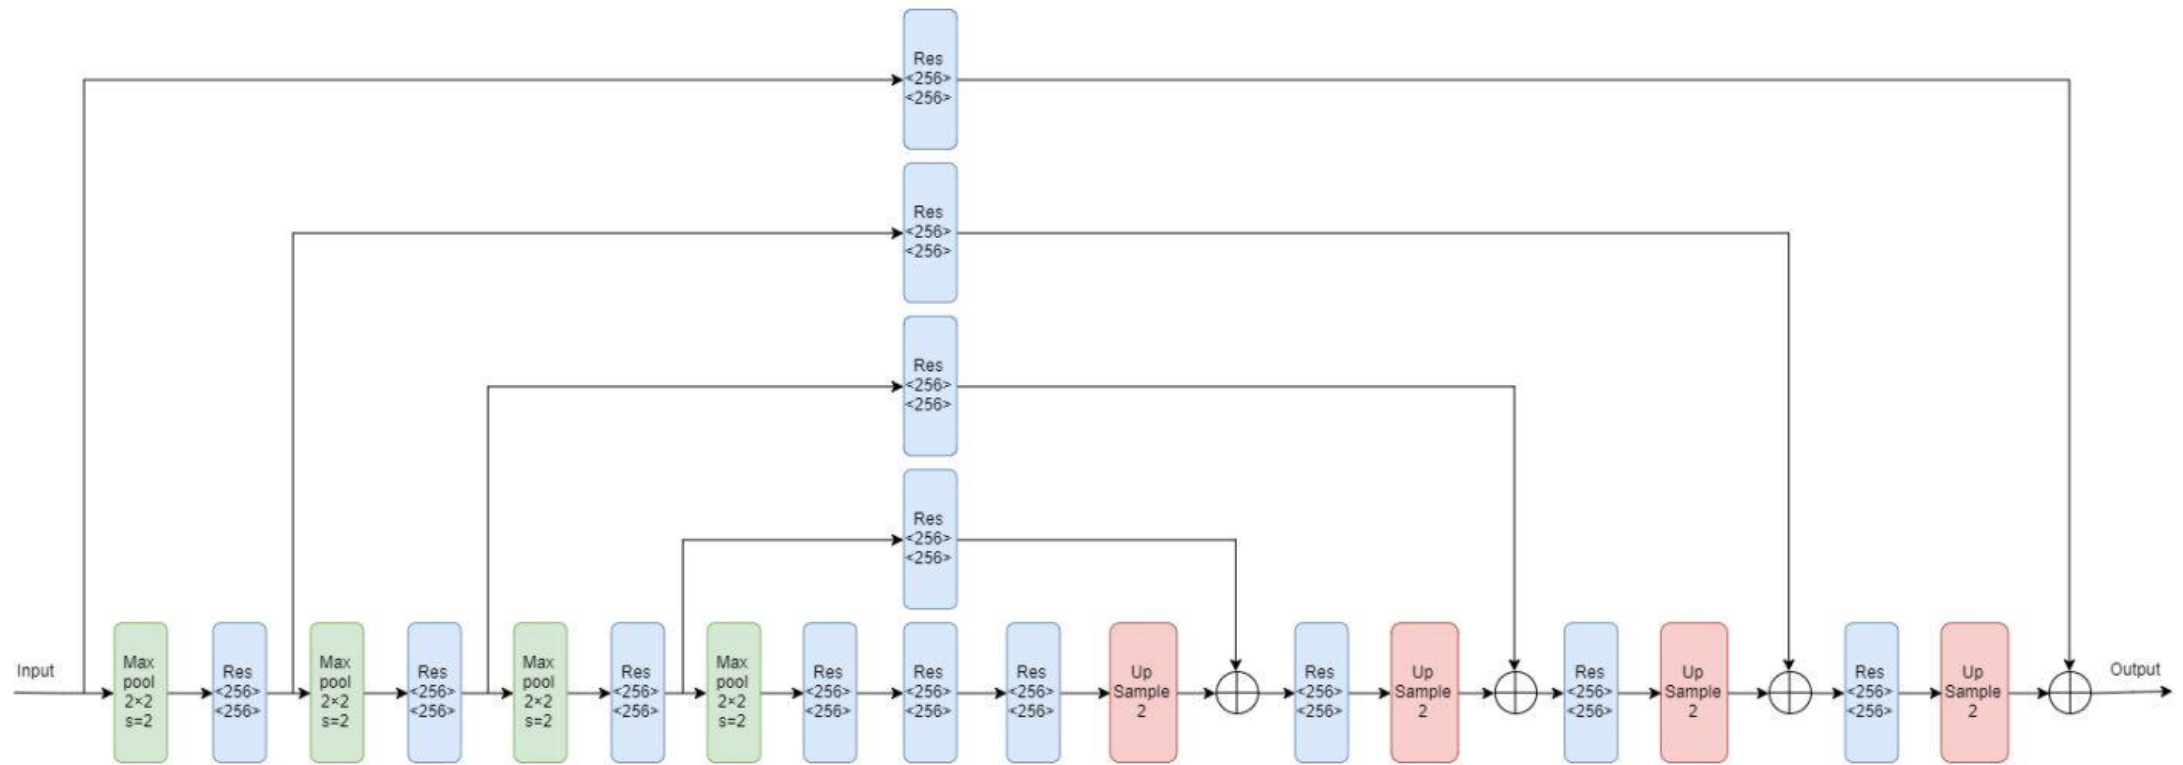 Res
<256>
<256>
Res
<256>
<256>
Res
<256>
<256>
Res
<256>
<256>
Input
Max
pool
2×2
s=2
Res
<256>
<256>
Max
pool
2×2
s=2
Res
<256>
<256>
Max
pool
2×2
s=2
Res
<256>
<256>
Max
pool
2×2
s=2
Res
<256>
<256>
Res
<256>
<256>
Res
<256>
<256>
Up
Sample
2
Res
<256>
<256>
Up
Sample
2
Res
<256>
<256>
Up
Sample
2
Res
<256>
<256>
Up
Sample
2
Output